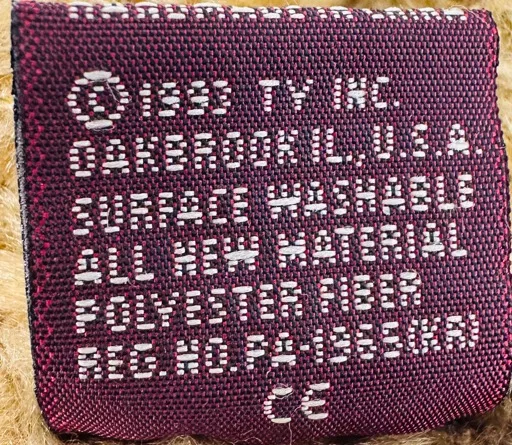 © 1993 TY INC.
OAKBROOK IL., U.S.A.
SURFACE WASHABLE
ALL NEW MATERIAL
POLYESTER FIBER
REG.NO.PA-1965(KR)
CE